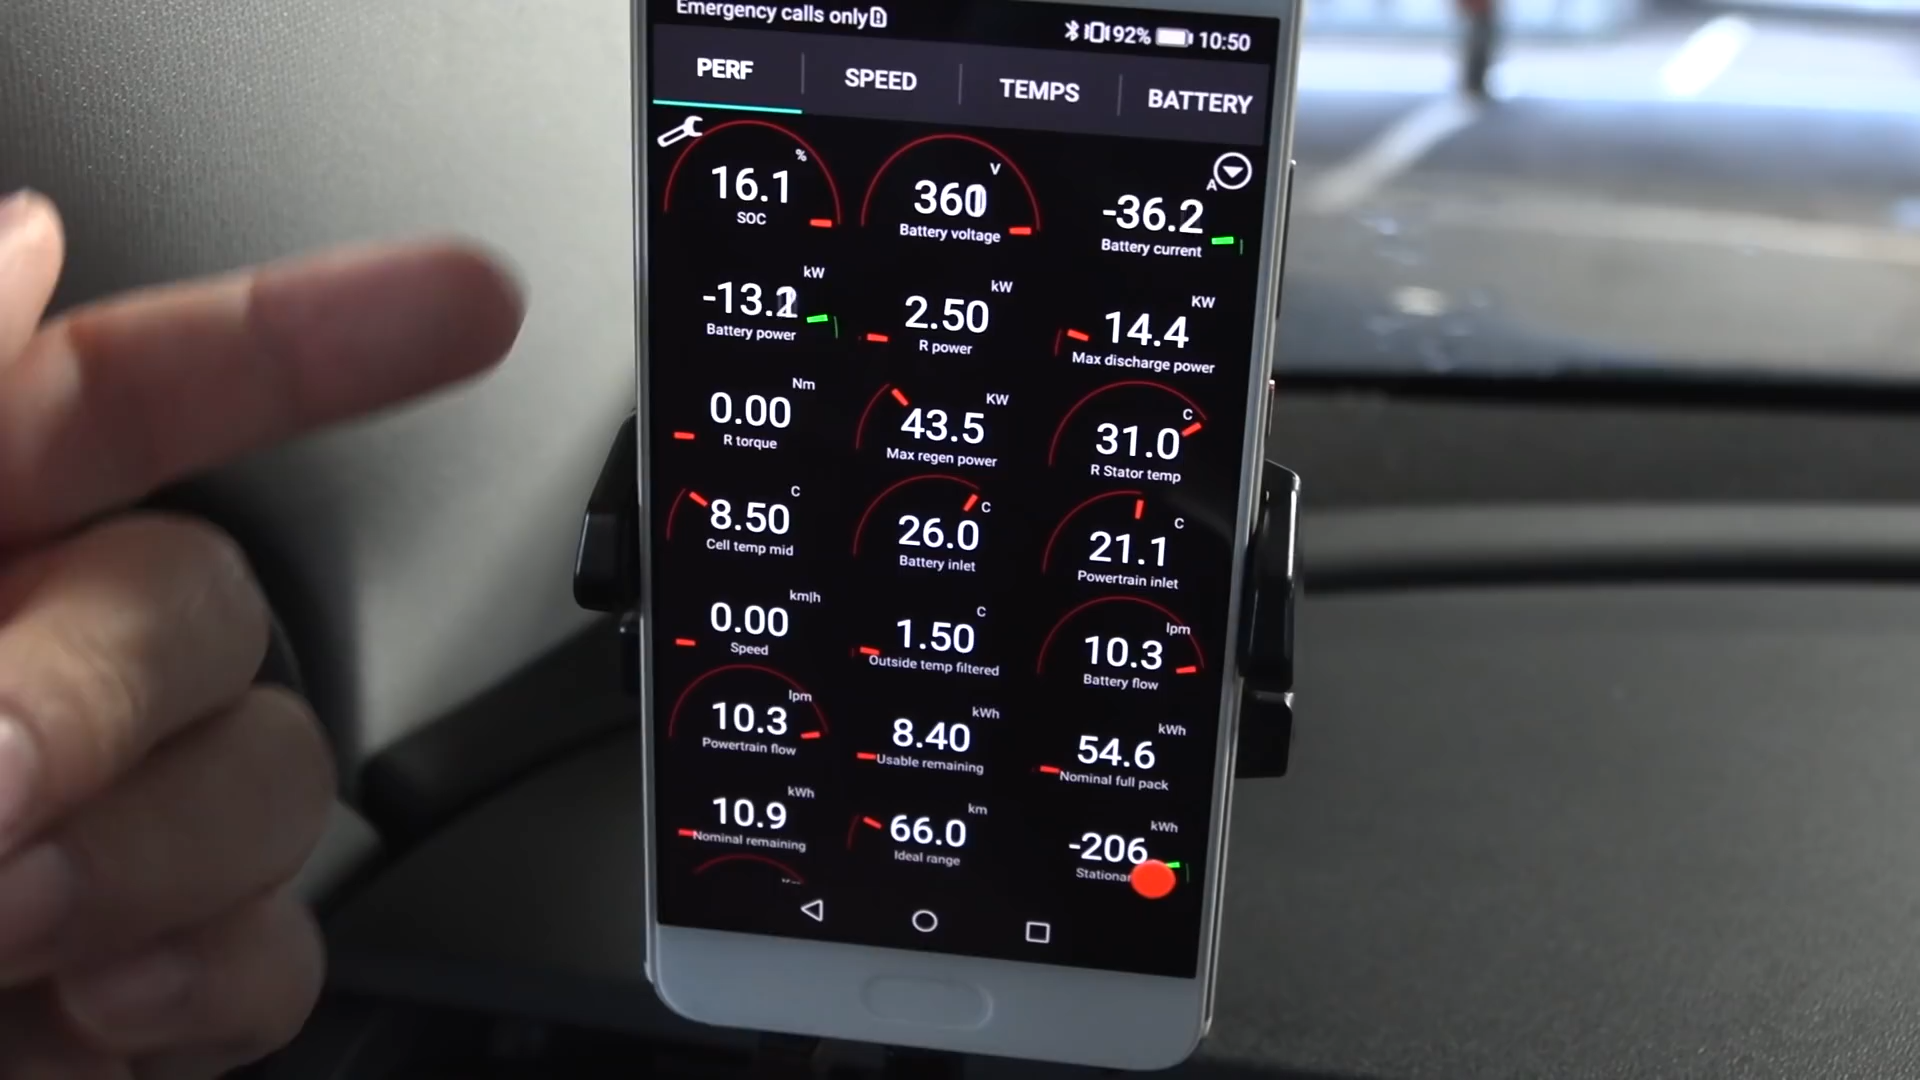 Emergency calls only
92% 10:50
PERF SPEED TEMPS BATTERY
% V A
16.1 360 -36.2
SOC Battery voltage Battery current
kW kW KW
-13.2 2.50 14.4
Battery power R power Max discharge power
Nm KW C
0.00 43.5 31.0
R torque Max regen power R Stator temp
C C C
8.50 26.0 21.1
Cell temp mid Battery inlet Powertrain inlet
km|h C lpm
0.00 1.50 10.3
Speed Outside temp filtered Battery flow
lpm kWh kWh
10.3 8.40 54.6
Powertrain flow Usable remaining Nominal full pack
kWh km kWh
10.9 66.0 -206
Nominal remaining Ideal range Stationar